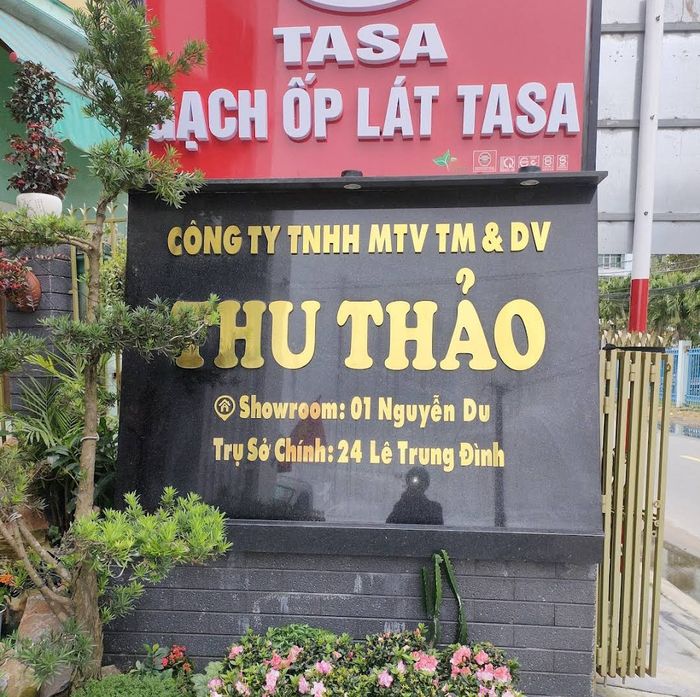 TASA
GẠCH ỐP LÁT TASA
CÔNG TY TNHH MTV TM & DV
THU THẢO
Showroom: 01 Nguyễn Du
Trụ Sở Chính: 24 Lê Trung Đình